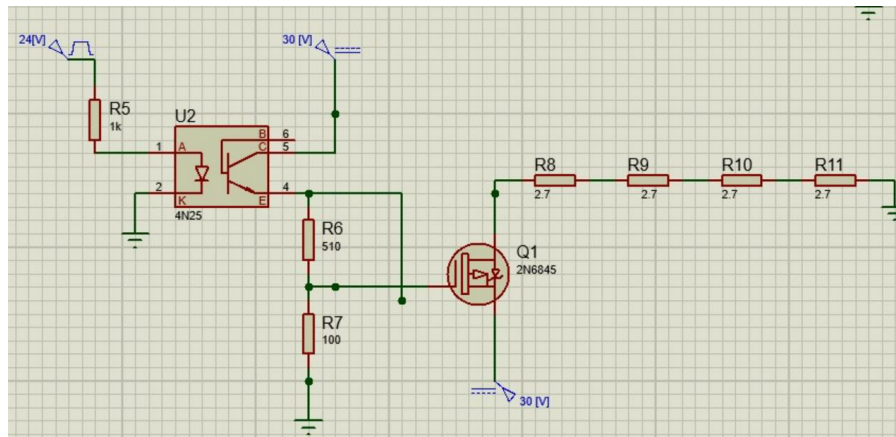 24[V]
30 [V]
R5
1k
U2
B
6
1
A
C
5
2
K
E
4
4N25
R6
510
R7
100
Q1
2N6845
R8
R9
R10
R11
2.7
2.7
2.7
2.7
30 [V]